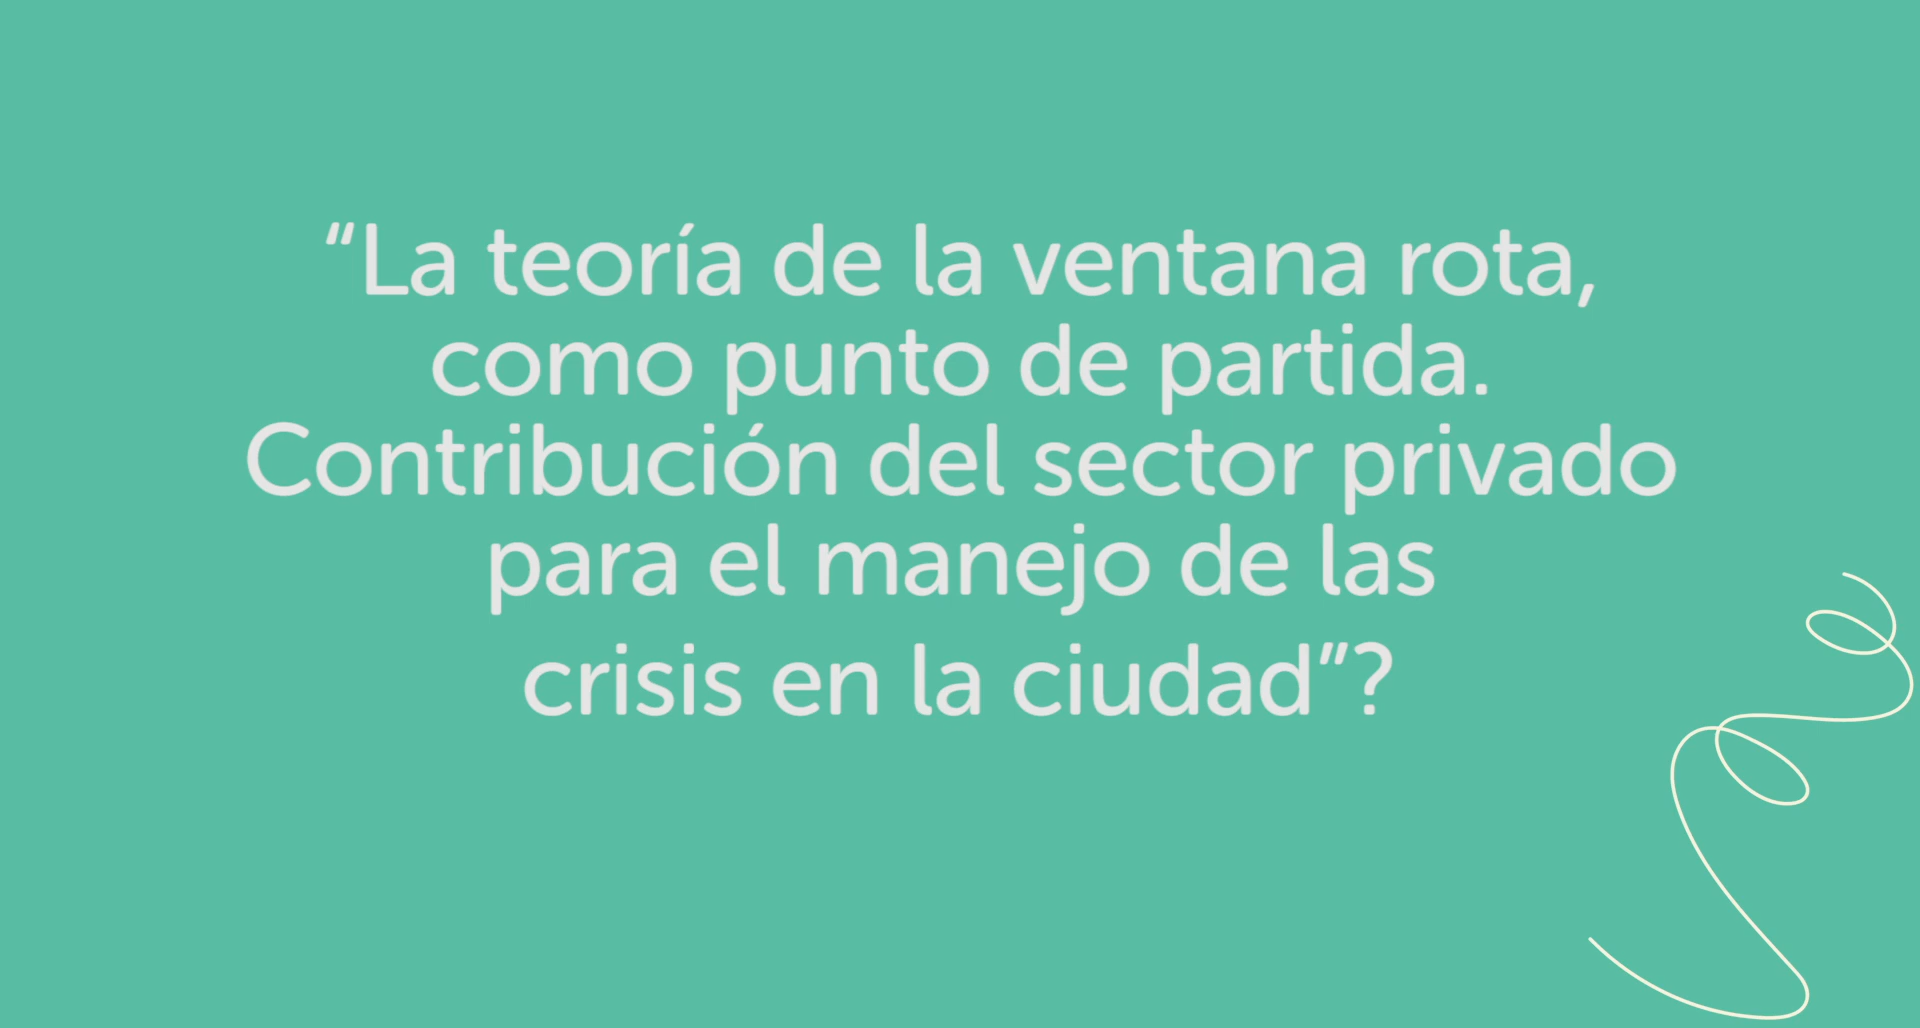 “La teoría de la ventana rota,
como punto de partida.
Contribución del sector privado
para el manejo de las
crisis en la ciudad”?